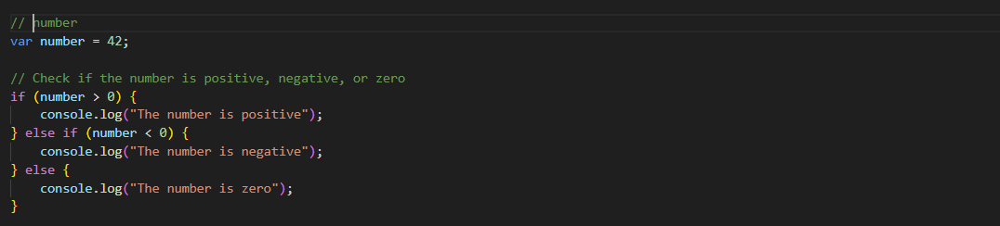 // number
var number = 42;
// Check if the number is positive, negative, or zero
if (number > 0) {
    console.log("The number is positive");
} else if (number < 0) {
    console.log("The number is negative");
} else {
    console.log("The number is zero");
}